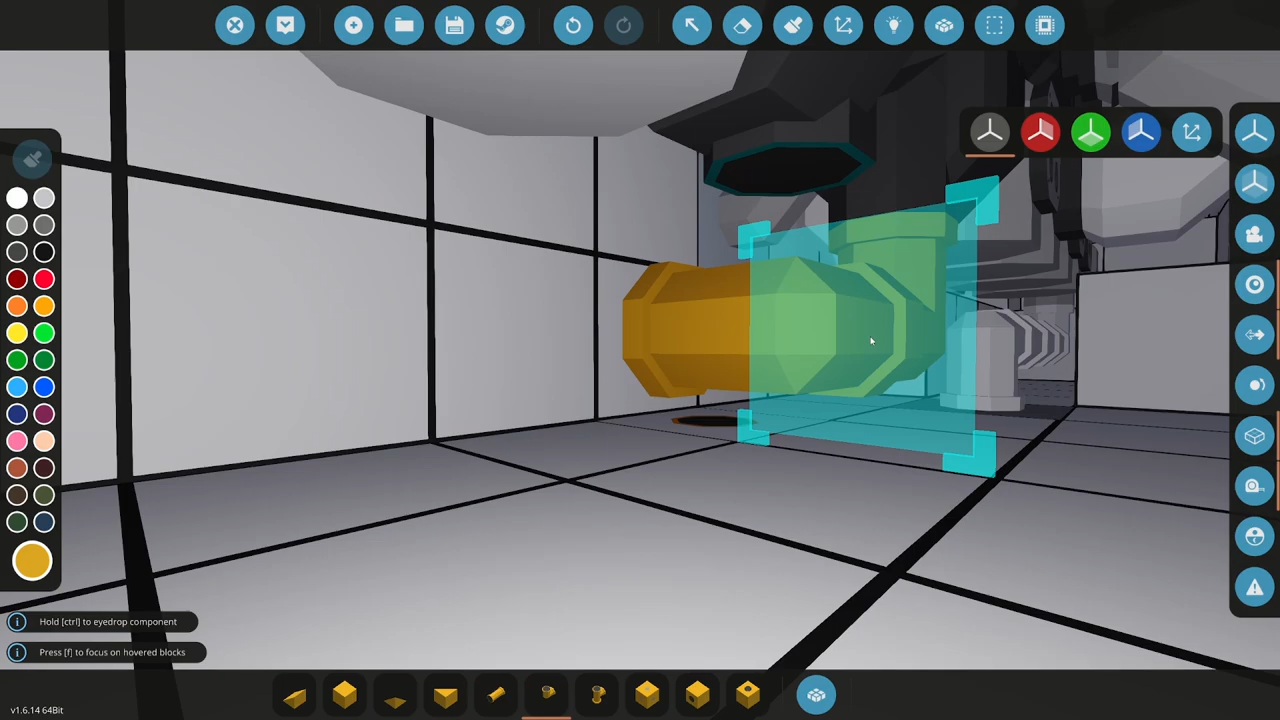 Hold [ctrl] to eyedrop component
Press [f] to focus on hovered blocks
v1.6.14 64Bit